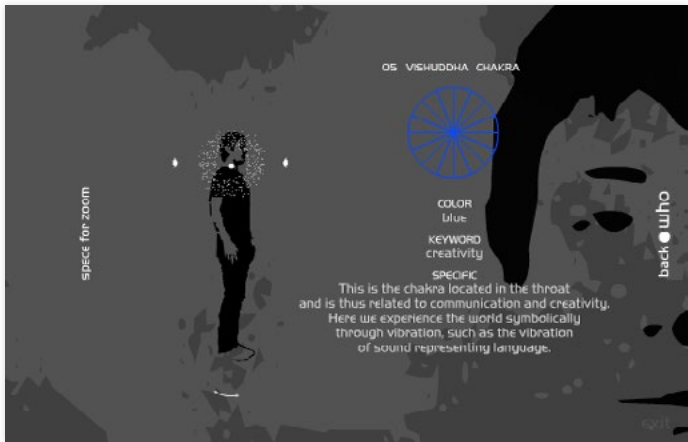 05 VISHUDDHA CHAKRA
COLOR
blue
KEYWORD
creativity
SPECIFIC
This is the chakra located in the throat
and is thus related to communication and creativity.
Here we experience the world symbolically
through vibration, such as the vibration
of sound representing language.
spece for zoom
back who
exit